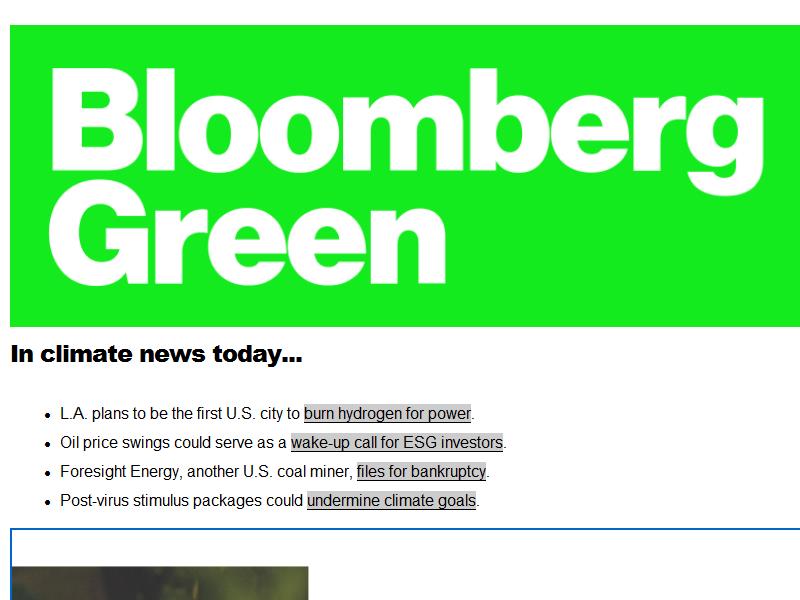 Bloomberg
Green
In climate news today...
• L.A. plans to be the first U.S. city to burn hydrogen for power.
• Oil price swings could serve as a wake-up call for ESG investors.
• Foresight Energy, another U.S. coal miner, files for bankruptcy.
• Post-virus stimulus packages could undermine climate goals.